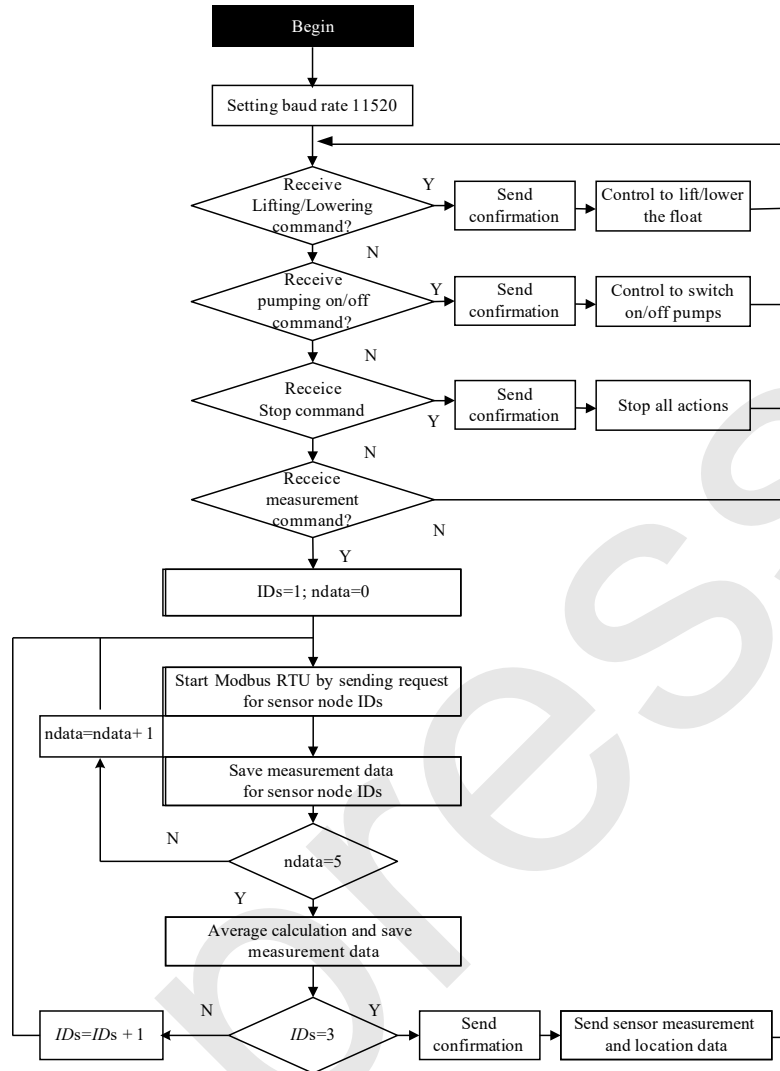 Begin
Setting baud rate 11520
Receive
Lifting/Lowering
command?
Y
Send
confirmation
Control to lift/lower
the float
N
Receive
pumping on/off
command?
Y
Send
confirmation
Control to switch
on/off pumps
N
Receice
Stop command
Y
Send
confirmation
Stop all actions
N
Receice
measurement
command?
N
Y
IDs=1; ndata=0
Start Modbus RTU by sending request
for sensor node IDs
ndata=ndata+ 1
Save measurement data
for sensor node IDs
N
ndata=5
Y
Average calculation and save
measurement data
IDs=IDs + 1
N
IDs=3
Y
Send
confirmation
Send sensor measurement
and location data
press